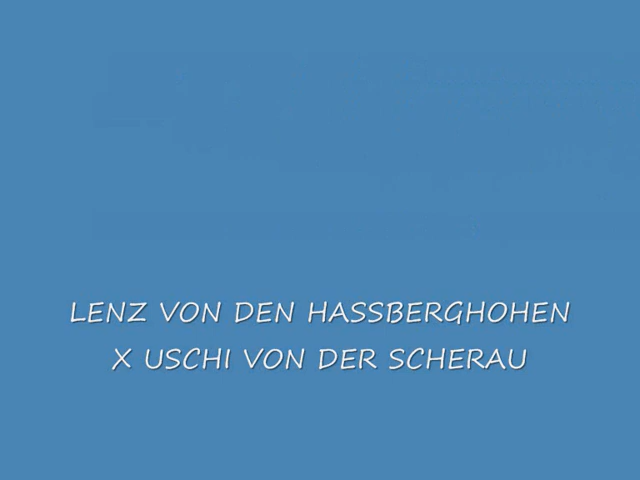 LENZ VON DEN HASSBERGHOHEN
X USCHI VON DER SCHERAU